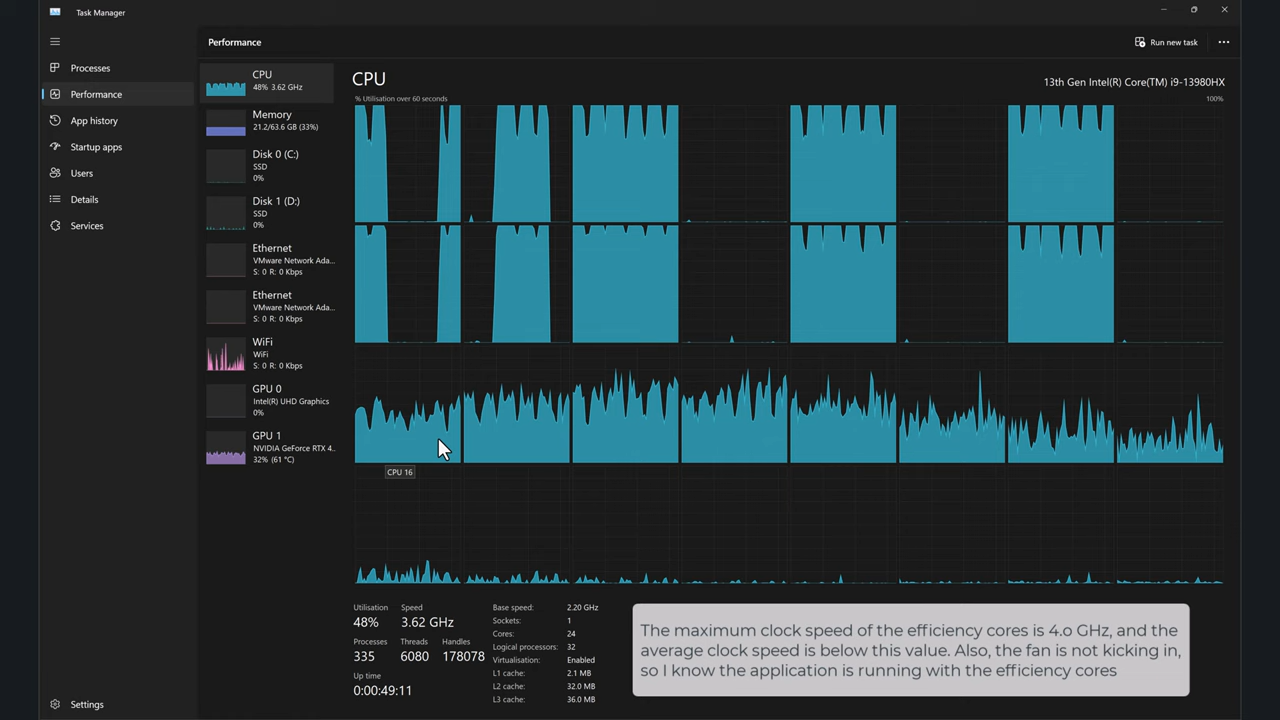 Task Manager
Performance
Run new task
Processes
Performance
App history
Startup apps
Users
Details
Services
Settings
CPU
48% 3.62 GHz
Memory
21.2/63.6 GB (33%)
Disk 0 (C:)
SSD
0%
Disk 1 (D:)
SSD
0%
Ethernet
VMware Network Ada...
S: 0 R: 0 Kbps
Ethernet
VMware Network Ada...
S: 0 R: 0 Kbps
WiFi
WiFi
S: 0 R: 0 Kbps
GPU 0
Intel(R) UHD Graphics
0%
GPU 1
NVIDIA GeForce RTX 4..
32% (61 °C)
CPU
13th Gen Intel(R) Core(TM) i9-13980HX
% Utilisation over 60 seconds
100%
CPU 16
Utilisation
48%
Speed
3.62 GHz
Processes
335
Threads
6080
Handles
178078
Up time
0:00:49:11
Base speed: 2.20 GHz
Sockets: 1
Cores: 24
Logical processors: 32
Virtualisation: Enabled
L1 cache: 2.1 MB
L2 cache: 32.0 MB
L3 cache: 36.0 MB
The maximum clock speed of the efficiency cores is 4.0 GHz, and the
average clock speed is below this value. Also, the fan is not kicking in,
so I know the application is running with the efficiency cores